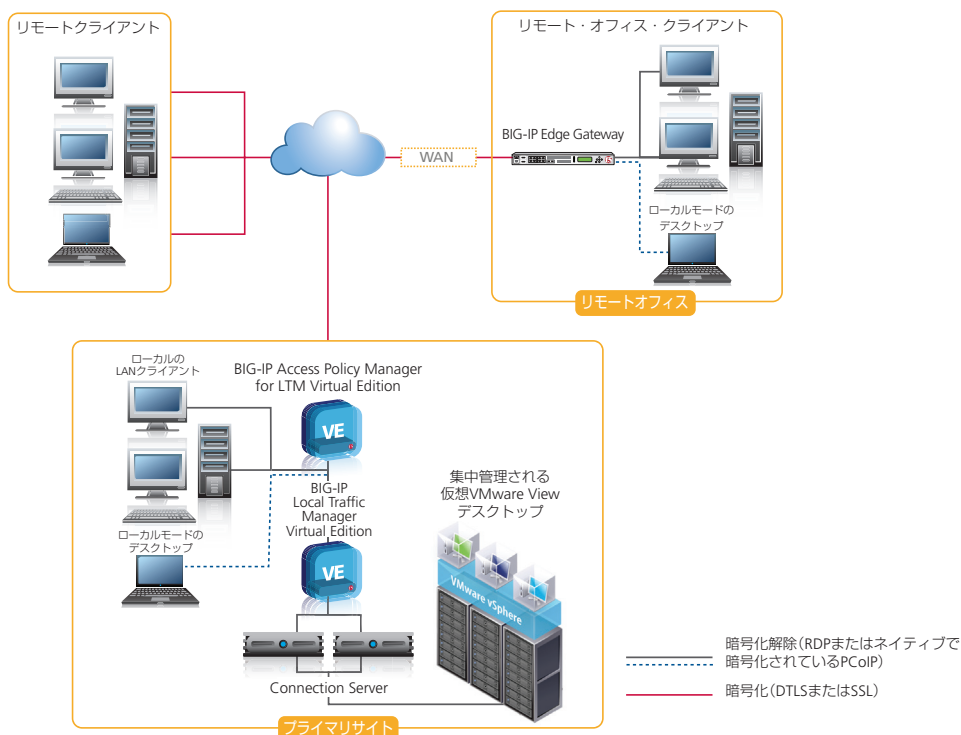 リモートクライアント
リモート・オフィス・クライアント
BIG-IP Edge Gateway
WAN
ローカルモードの
デスクトップ
リモートオフィス
ローカルの
LANクライアント
BIG-IP Access Policy Manager
for LTM Virtual Edition
VE
BIG-IP
Local Traffic
Manager
Virtual Edition
集中管理される
仮想VMware View
デスクトップ
ローカルモードの
デスクトップ
VE
VMware vSphere
Connection Server
プライマリサイト
暗号化解除(RDPまたはネイティブで
暗号化されているPCoIP)
暗号化(DTLSまたはSSL)